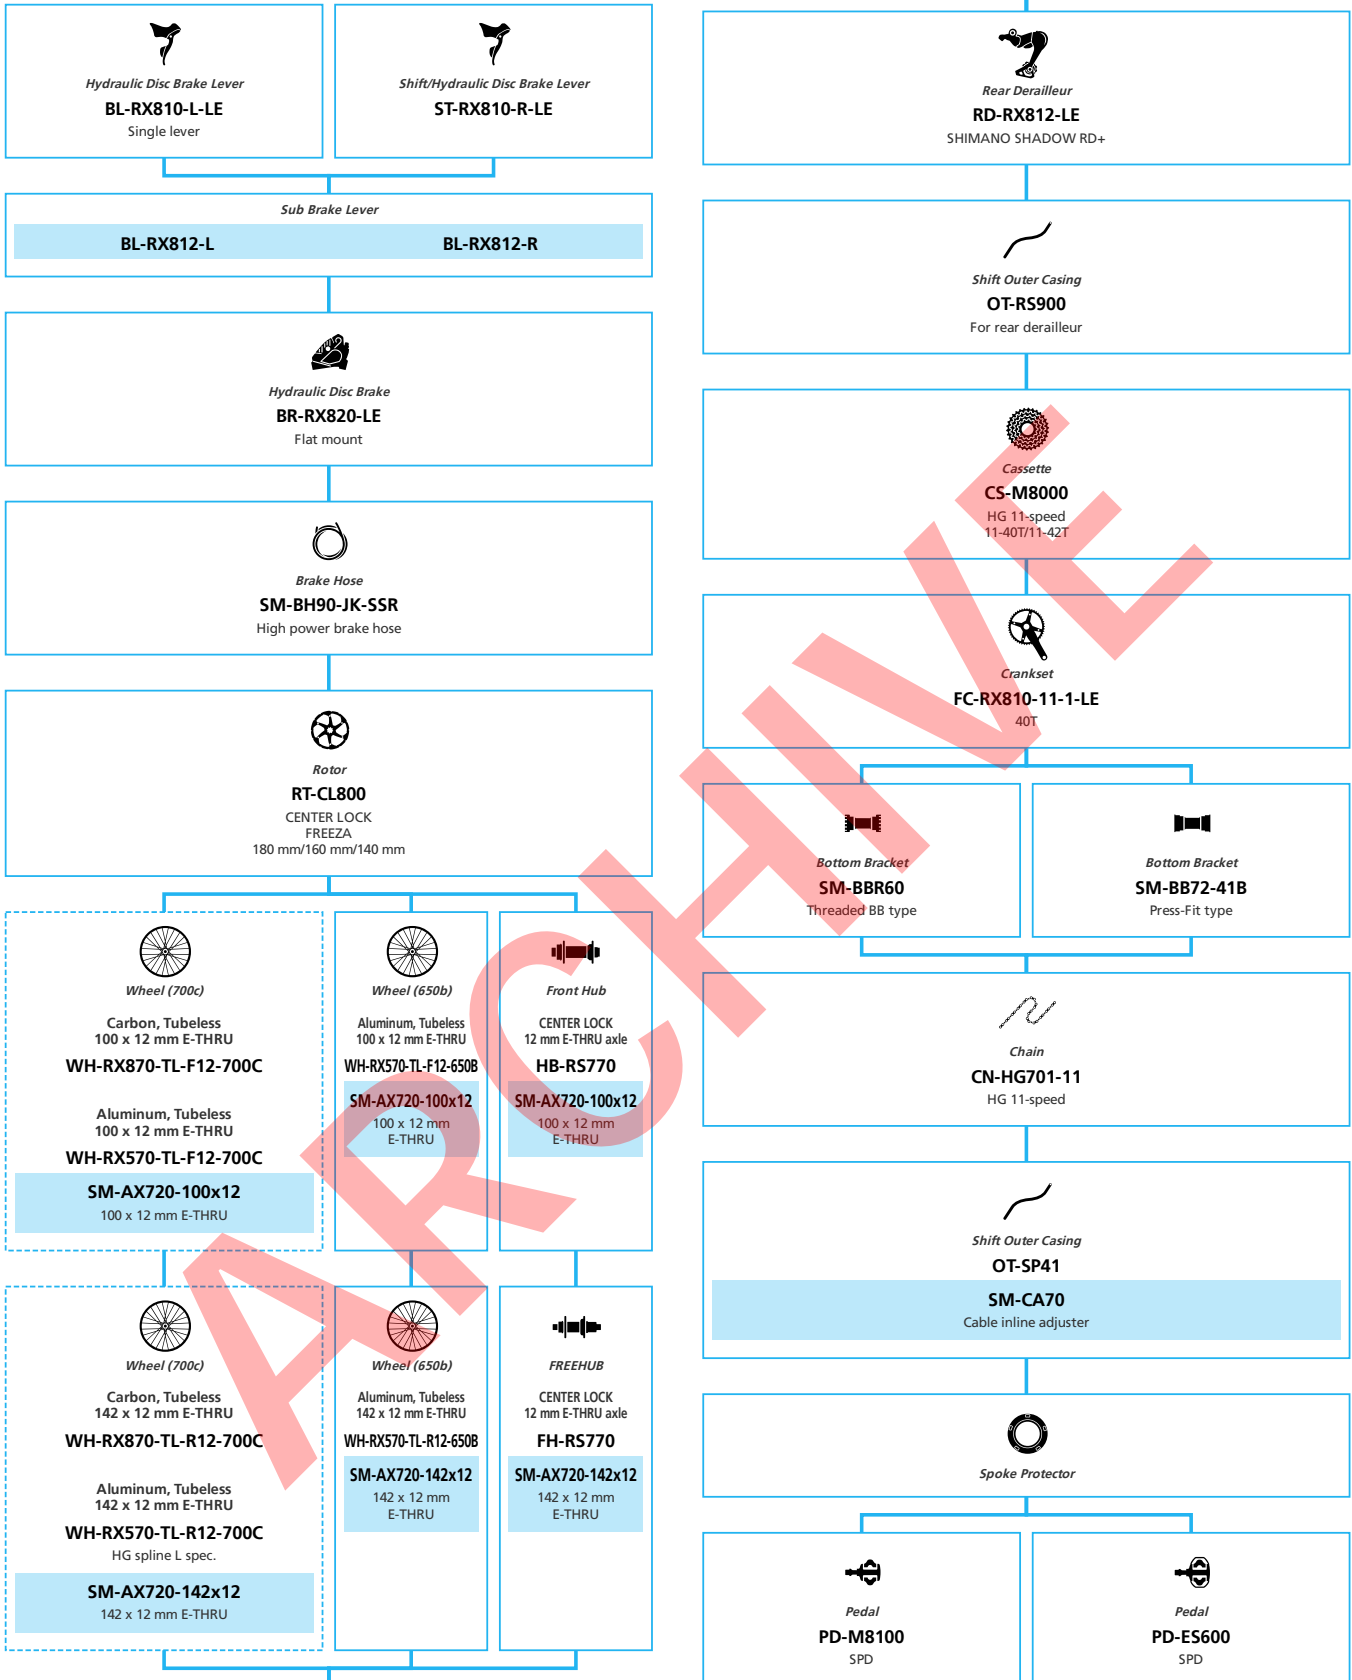 Hydraulic Disc Brake Lever
BL-RX810-L-LE
Single lever
Shift/Hydraulic Disc Brake Lever
ST-RX810-R-LE
Sub Brake Lever
BL-RX812-L
BL-RX812-R
Hydraulic Disc Brake
BR-RX820-LE
Flat mount
Brake Hose
SM-BH90-JK-SSR
High power brake hose
Rotor
RT-CL800
CENTER LOCK
FREEZA
180 mm/160 mm/140 mm
Wheel (700c)
Carbon, Tubeless
100 x 12 mm E-THRU
WH-RX870-TL-F12-700C
Aluminum, Tubeless
100 x 12 mm E-THRU
WH-RX570-TL-F12-700C
SM-AX720-100x12
100 x 12 mm E-THRU
Wheel (650b)
Aluminum, Tubeless
100 x 12 mm E-THRU
WH-RX570-TL-F12-650B
SM-AX720-100x12
100 x 12 mm
E-THRU
Front Hub
CENTER LOCK
12 mm E-THRU axle
HB-RS770
SM-AX720-100x12
100 x 12 mm
E-THRU
Wheel (700c)
Carbon, Tubeless
142 x 12 mm E-THRU
WH-RX870-TL-R12-700C
Aluminum, Tubeless
142 x 12 mm E-THRU
WH-RX570-TL-R12-700C
HG spline L spec.
SM-AX720-142x12
142 x 12 mm E-THRU
Wheel (650b)
Aluminum, Tubeless
142 x 12 mm E-THRU
WH-RX570-TL-R12-650B
SM-AX720-142x12
142 x 12 mm
E-THRU
FREEHUB
CENTER LOCK
12 mm E-THRU axle
FH-RS770
SM-AX720-142x12
142 x 12 mm
E-THRU
Rear Derailleur
RD-RX812-LE
SHIMANO SHADOW RD+
Shift Outer Casing
OT-RS900
For rear derailleur
Cassette
CS-M8000
HG 11-speed
11-40T/11-42T
Crankset
FC-RX810-11-1-LE
40T
Bottom Bracket
SM-BBR60
Threaded BB type
Bottom Bracket
SM-BB72-41B
Press-Fit type
Chain
CN-HG701-11
HG 11-speed
Shift Outer Casing
OT-SP41
SM-CA70
Cable inline adjuster
Spoke Protector
Pedal
PD-M8100
SPD
Pedal
PD-ES600
SPD
ARCHIVE